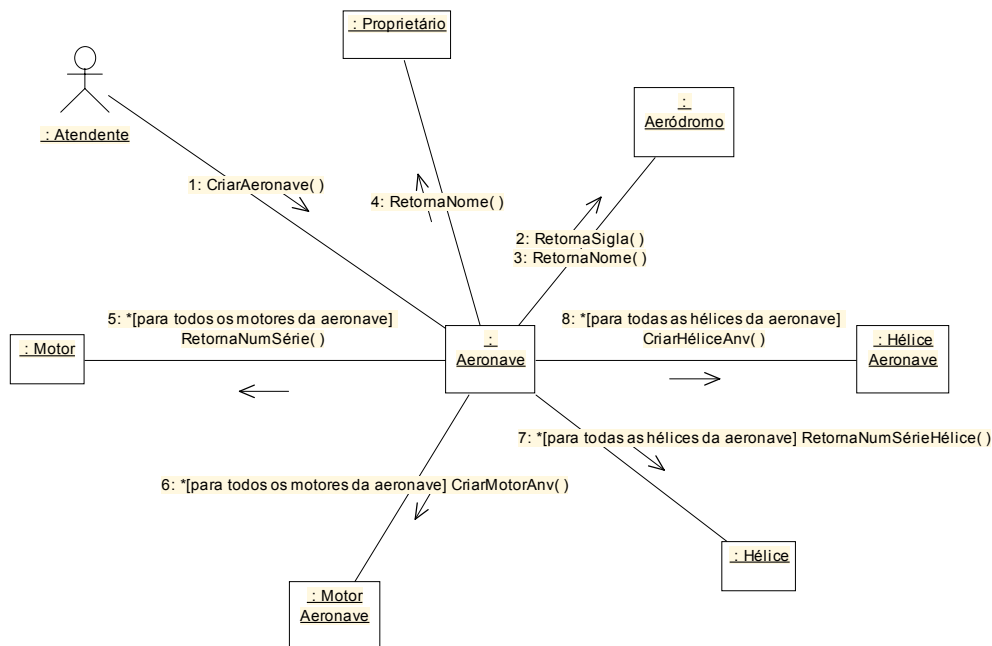 : Proprietário
: Atendente
:
Aeródromo
1: CriarAeronave( )
4: RetornaNome( )
2: RetornaSigla( )
3: RetornaNome( )
5: *[para todos os motores da aeronave]
RetornaNumSérie( )
8: *[para todas as hélices da aeronave]
CriarHéliceAnv( )
: Motor
:
Aeronave
: Hélice
Aeronave
7: *[para todas as hélices da aeronave] RetornaNumSérieHélice( )
6: *[para todos os motores da aeronave] CriarMotorAnv( )
: Hélice
: Motor
Aeronave